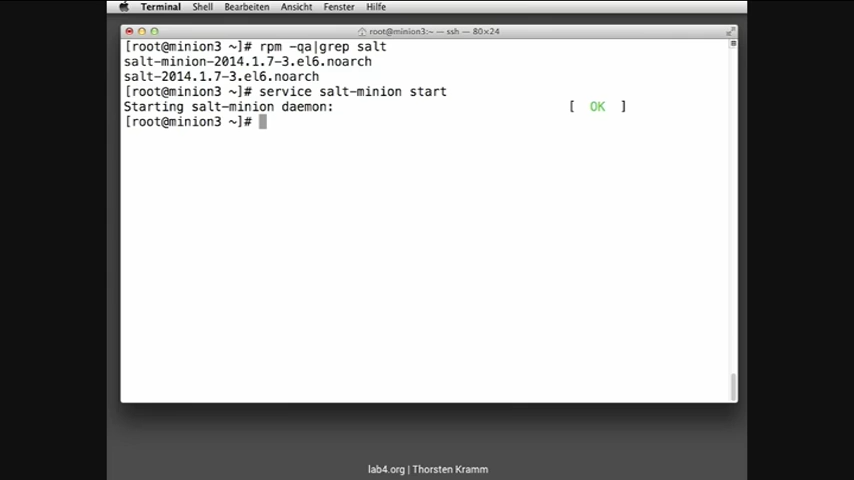 Terminal Shell Bearbeiten Ansicht Fenster Hilfe
root@minion3:~ — ssh — 80×24
[root@minion3 ~]# rpm -qa|grep salt
salt-minion-2014.1.7-3.el6.noarch
salt-2014.1.7-3.el6.noarch
[root@minion3 ~]# service salt-minion start
Starting salt-minion daemon: [ OK ]
[root@minion3 ~]#
lab4.org | Thorsten Kramm